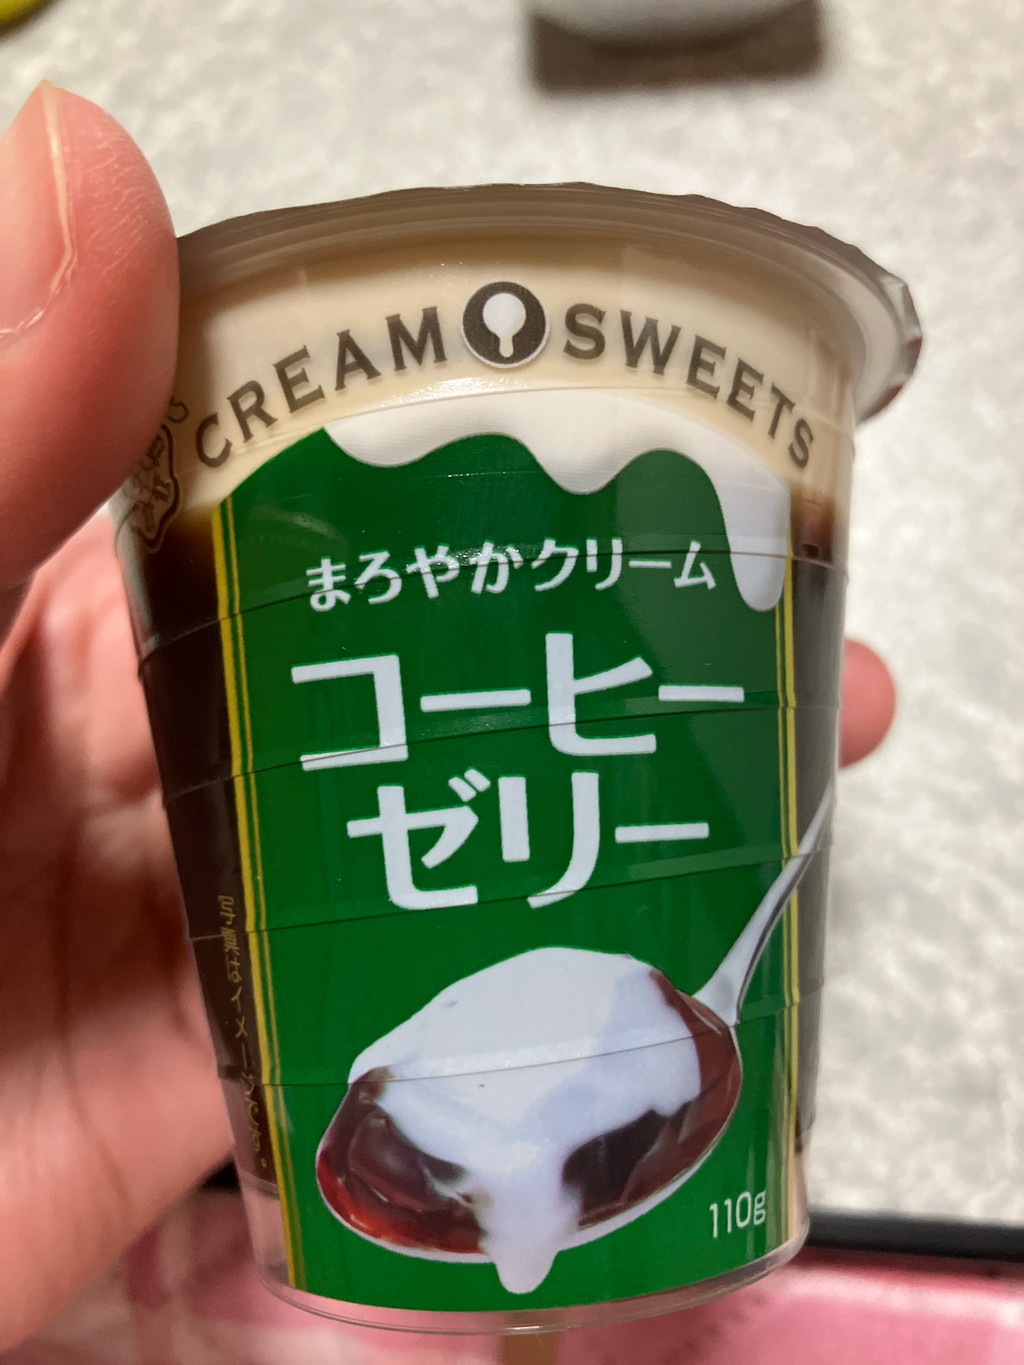 CREAM SWEETS
まろやかクリーム
コーヒー
ゼリー
写真はイメージです。
110g